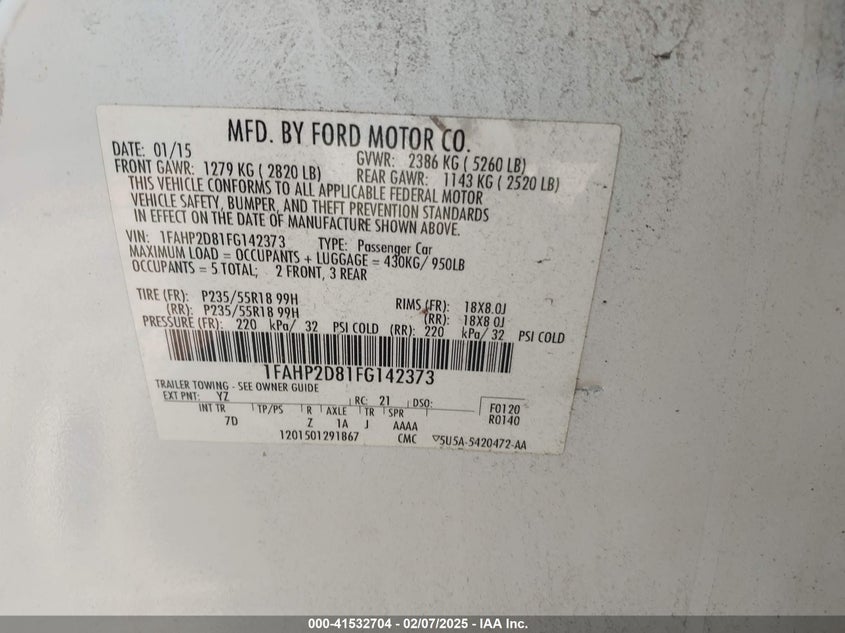 MFD. BY FORD MOTOR CO.
DATE: 01/15 GVWR: 2386 KG ( 5260 LB)
FRONT GAWR: 1279 KG ( 2820 LB) REAR GAWR: 1143 KG ( 2520 LB)
THIS VEHICLE CONFORMS TO ALL APPLICABLE FEDERAL MOTOR
VEHICLE SAFETY, BUMPER, AND THEFT PREVENTION STANDARDS
IN EFFECT ON THE DATE OF MANUFACTURE SHOWN ABOVE.
VIN: 1FAHP2D81FG142373 TYPE: Passenger Car
MAXIMUM LOAD = OCCUPANTS + LUGGAGE = 430KG/ 950LB
OCCUPANTS = 5 TOTAL; 2 FRONT, 3 REAR
TIRE (FR): P235/55R18 99H RIMS (FR): 18X8.0J
(RR): P235/55R18 99H (RR): 18X8.0J
PRESSURE (FR): 220 kPa/ 32 PSI COLD (RR): 220 kPa/ 32 PSI COLD
1FAHP2D81FG142373
TRAILER TOWING - SEE OWNER GUIDE
EXT PNT: YZ RC: 21 DSO: F0120
INT TR TP/PS R AXLE TR SPR R0140
7D Z 1A J AAAA
1201501291867 CMC ▽5U5A-5420472-AA
000-41532704 - 02/07/2025 - IAA Inc.